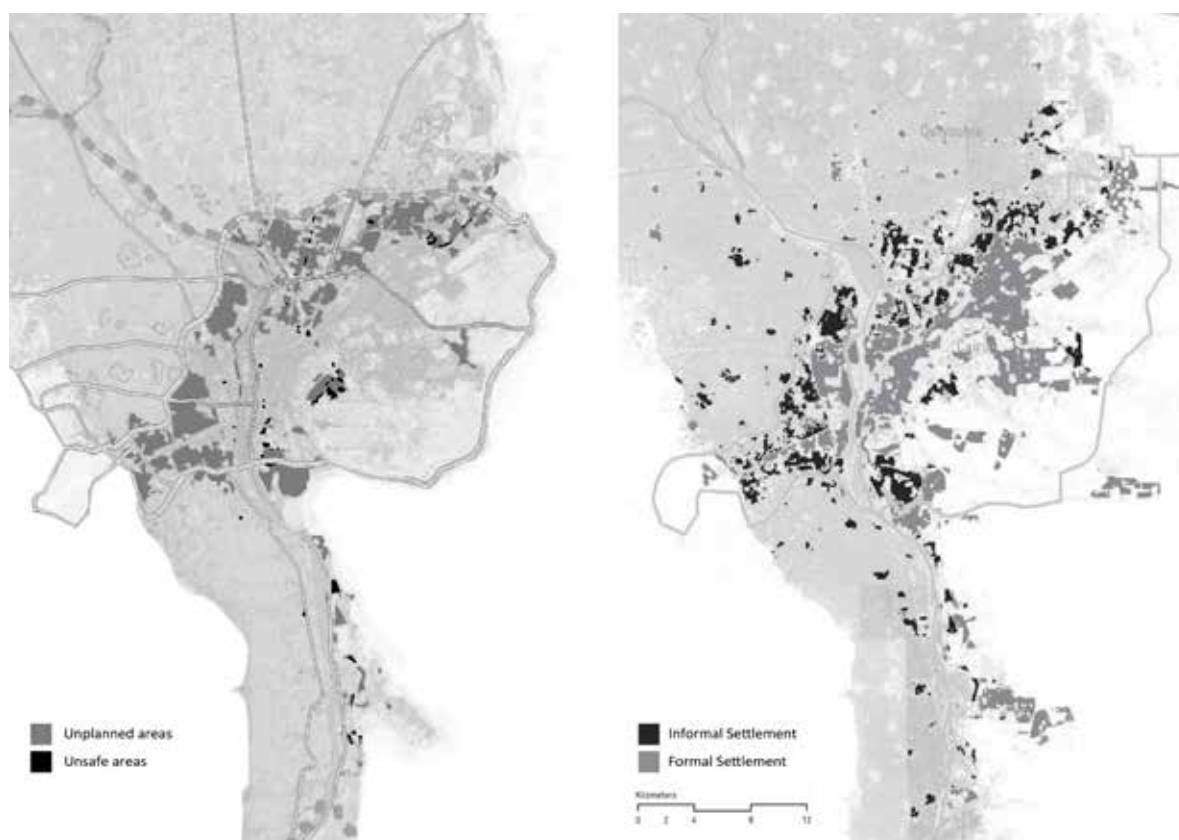 Unplanned areas
Unsafe areas
Informal Settlement
Formal Settlement
Kilometers
0 2 4 8 12